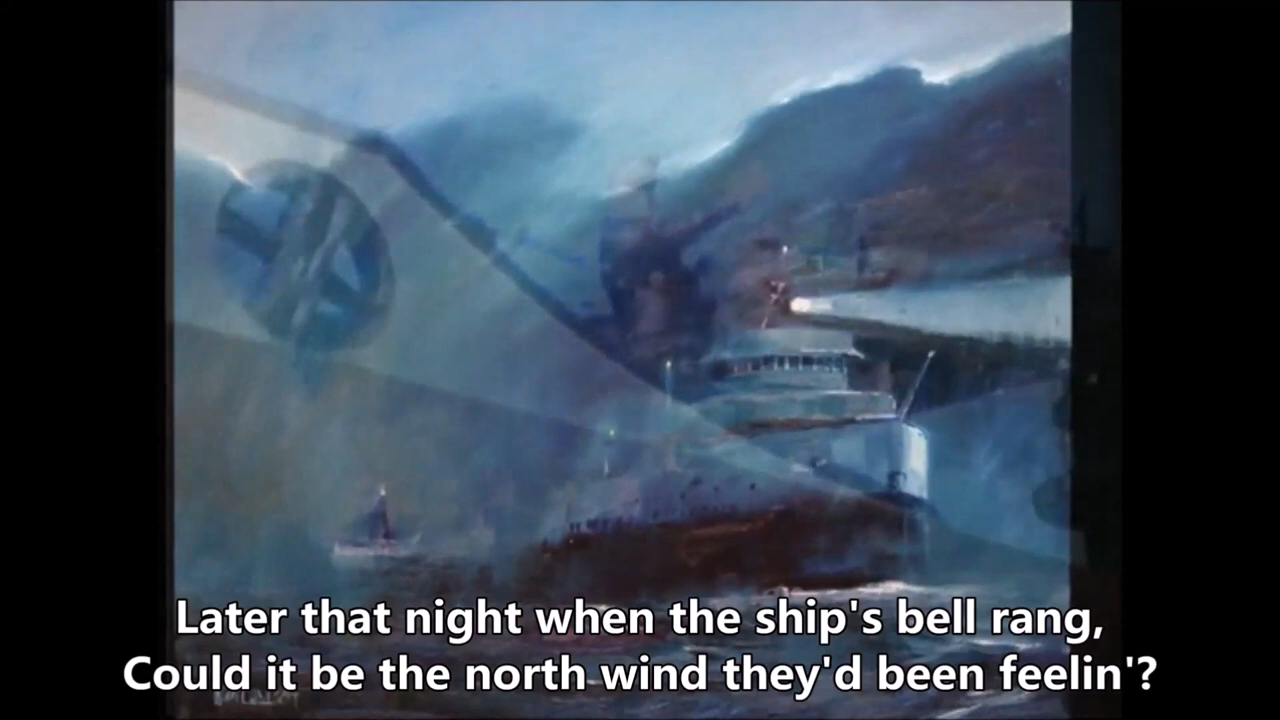 Later that night when the ship's bell rang,
Could it be the north wind they'd been feelin'?